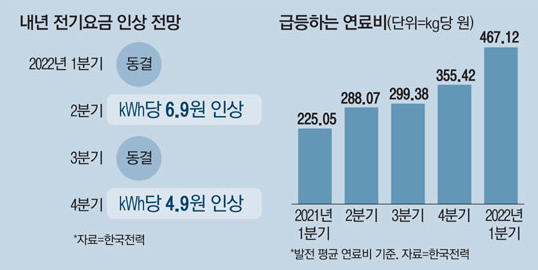 내년 전기요금 인상 전망
2022년 1분기 동결
2분기 kWh당 6.9원 인상
3분기 동결
4분기 kWh당 4.9원 인상
*자료=한국전력
급등하는 연료비(단위=kg당 원)
225.05 288.07 299.38 355.42 467.12
2021년 1분기 2분기 3분기 4분기 2022년 1분기
*발전 평균 연료비 기준, 자료=한국전력